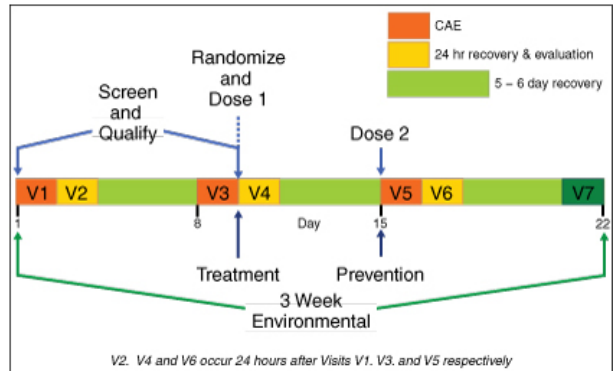 CAE
24 hr recovery & evaluation
5 – 6 day recovery
Randomize
and
Dose 1
Screen
and
Qualify
Dose 2
V1 V2 V3 V4 V5 V6 V7
1 8 Day 15 22
Treatment Prevention
3 Week
Environmental
V2. V4 and V6 occur 24 hours after Visits V1. V3. and V5 respectively